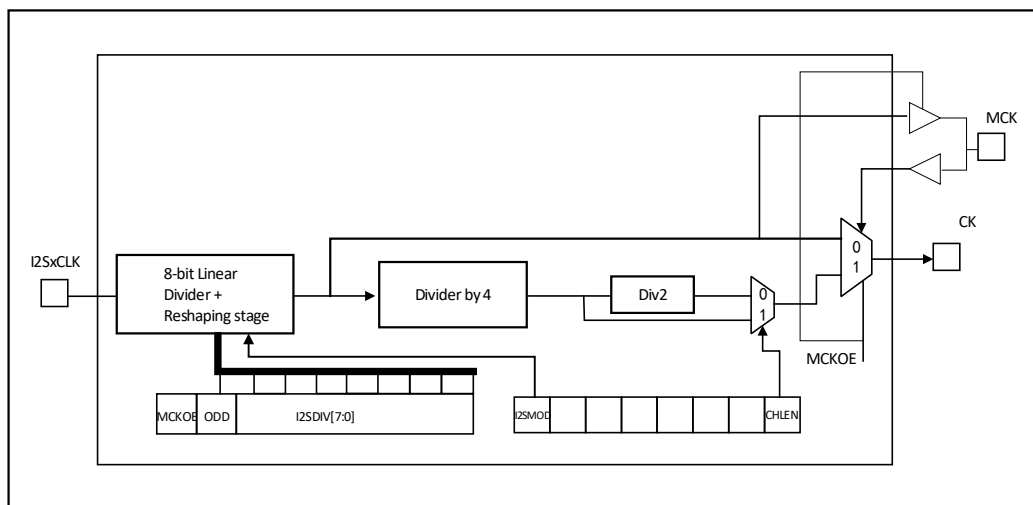 MCK
CK
I2SxCLK
8-bit Linear
Divider +
Reshaping stage
Divider by 4
Div2
0
1
0
1
MCKOE
MCKOE
ODD
I2SDIV[7:0]
I2SMOD
CHLEN